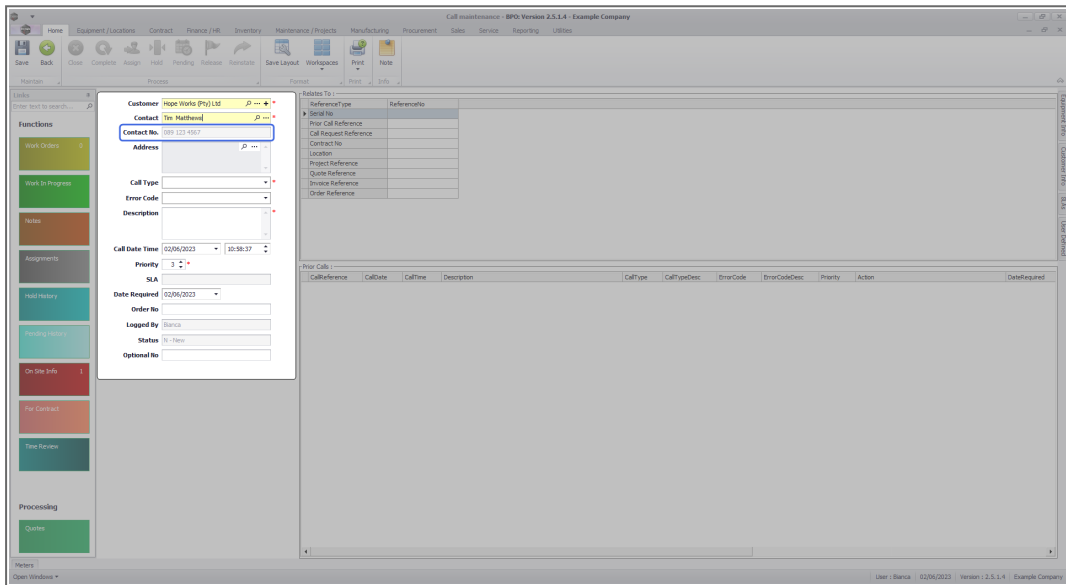 Call maintenance - BPO: Version 2.5.1.4 - Example Company
Home Equipment / Locations Contract Finance / HR Inventory Maintenance / Projects Manufacturing Procurement Sales Service Reporting Utilities
Save Back Close Complete Assign Hold Pending Release Reinstate Save Layout Workspaces Print Note
Maintain Process Format Print Info
Links
Enter text to search...
Functions
Work Orders 0
Work In Progress
Notes
Assignments
Hold History
Pending History
On Site Info 1
For Contract
Time Review
Processing
Quotes
Customer Hope Works (Pty) Ltd *
Contact Tim Matthews *
Contact No. 089 123 4567
Address
Call Type *
Error Code
Description *
Call Date Time 02/06/2023 10:58:37
Priority 3 *
SLA
Date Required 02/06/2023
Order No
Logged By Bianca
Status N - New
Optional No
Relates To :
ReferenceType ReferenceNo
Serial No
Prior Call Reference
Call Request Reference
Contract No
Location
Project Reference
Quote Reference
Invoice Reference
Order Reference
Prior Calls :
CallReference CallDate CallTime Description CallType CallTypeDesc ErrorCode ErrorCodeDesc Priority Action DateRequired
Equipment Info
Customer Info
SLAs
User Defined
Meters
Open Windows
User : Bianca 02/06/2023 Version : 2.5.1.4 Example Company